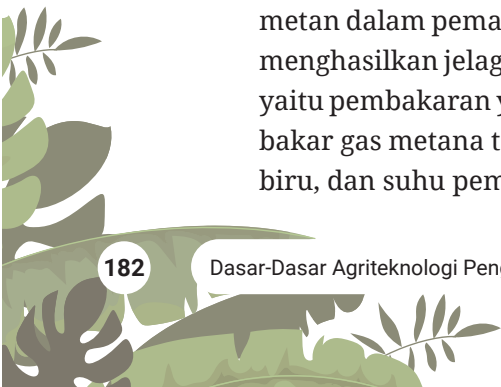 metan dalam pema
menghasilkan jelag
yaitu pembakaran y
bakar gas metana t
biru, dan suhu pem
182
Dasar-Dasar Agriteknologi Pen